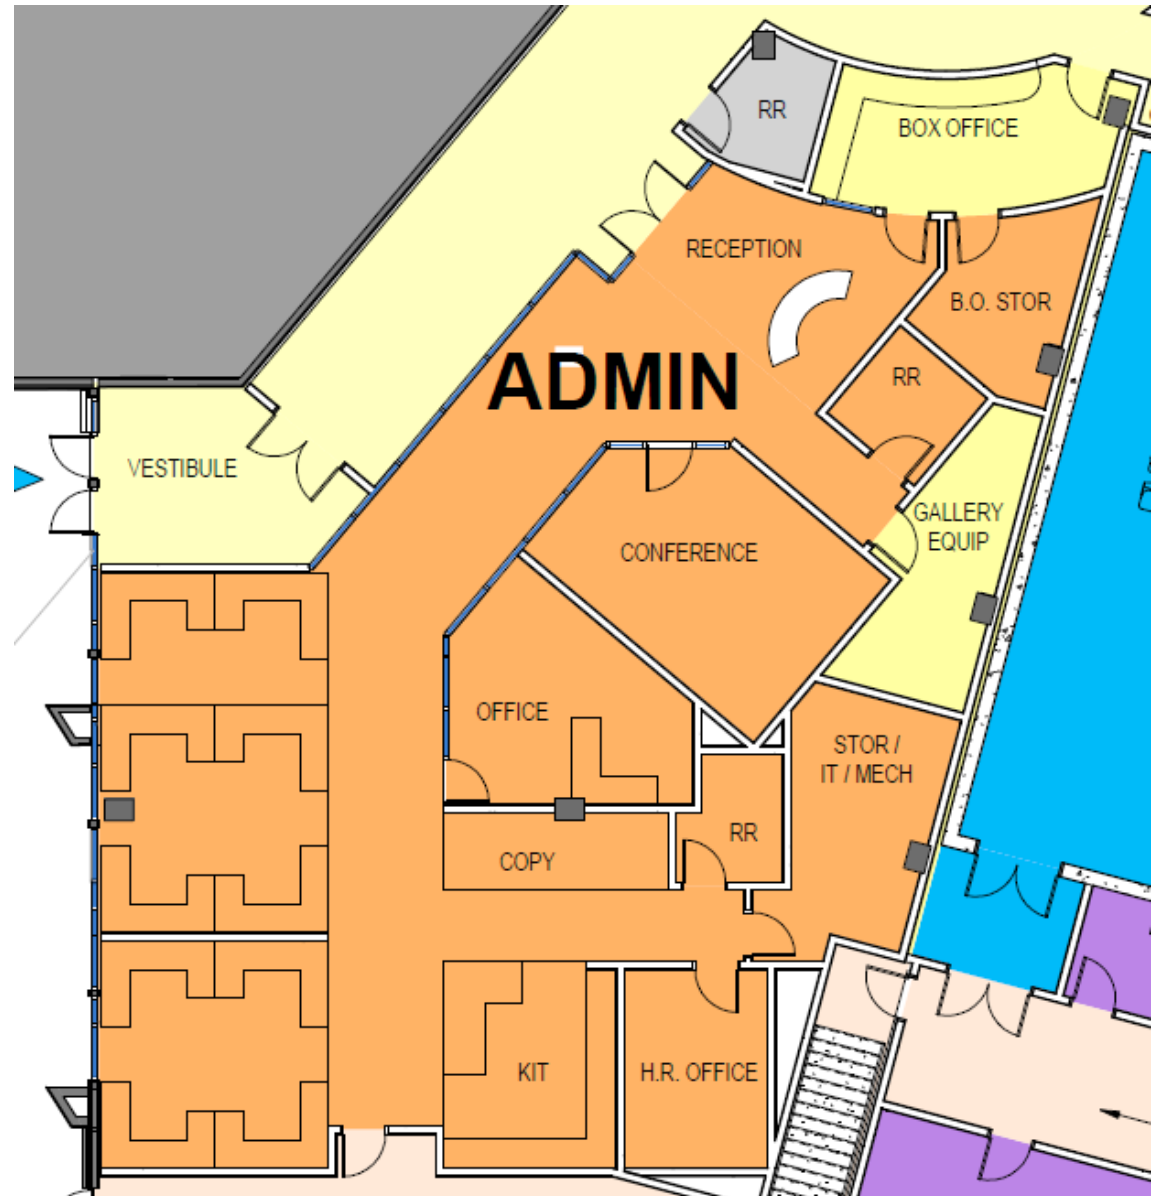 RR
BOX OFFICE
RECEPTION
B.O. STOR
ADMIN
RR
VESTIBULE
GALLERY
EQUIP
CONFERENCE
OFFICE
STOR /
IT / MECH
RR
COPY
KIT
H.R. OFFICE